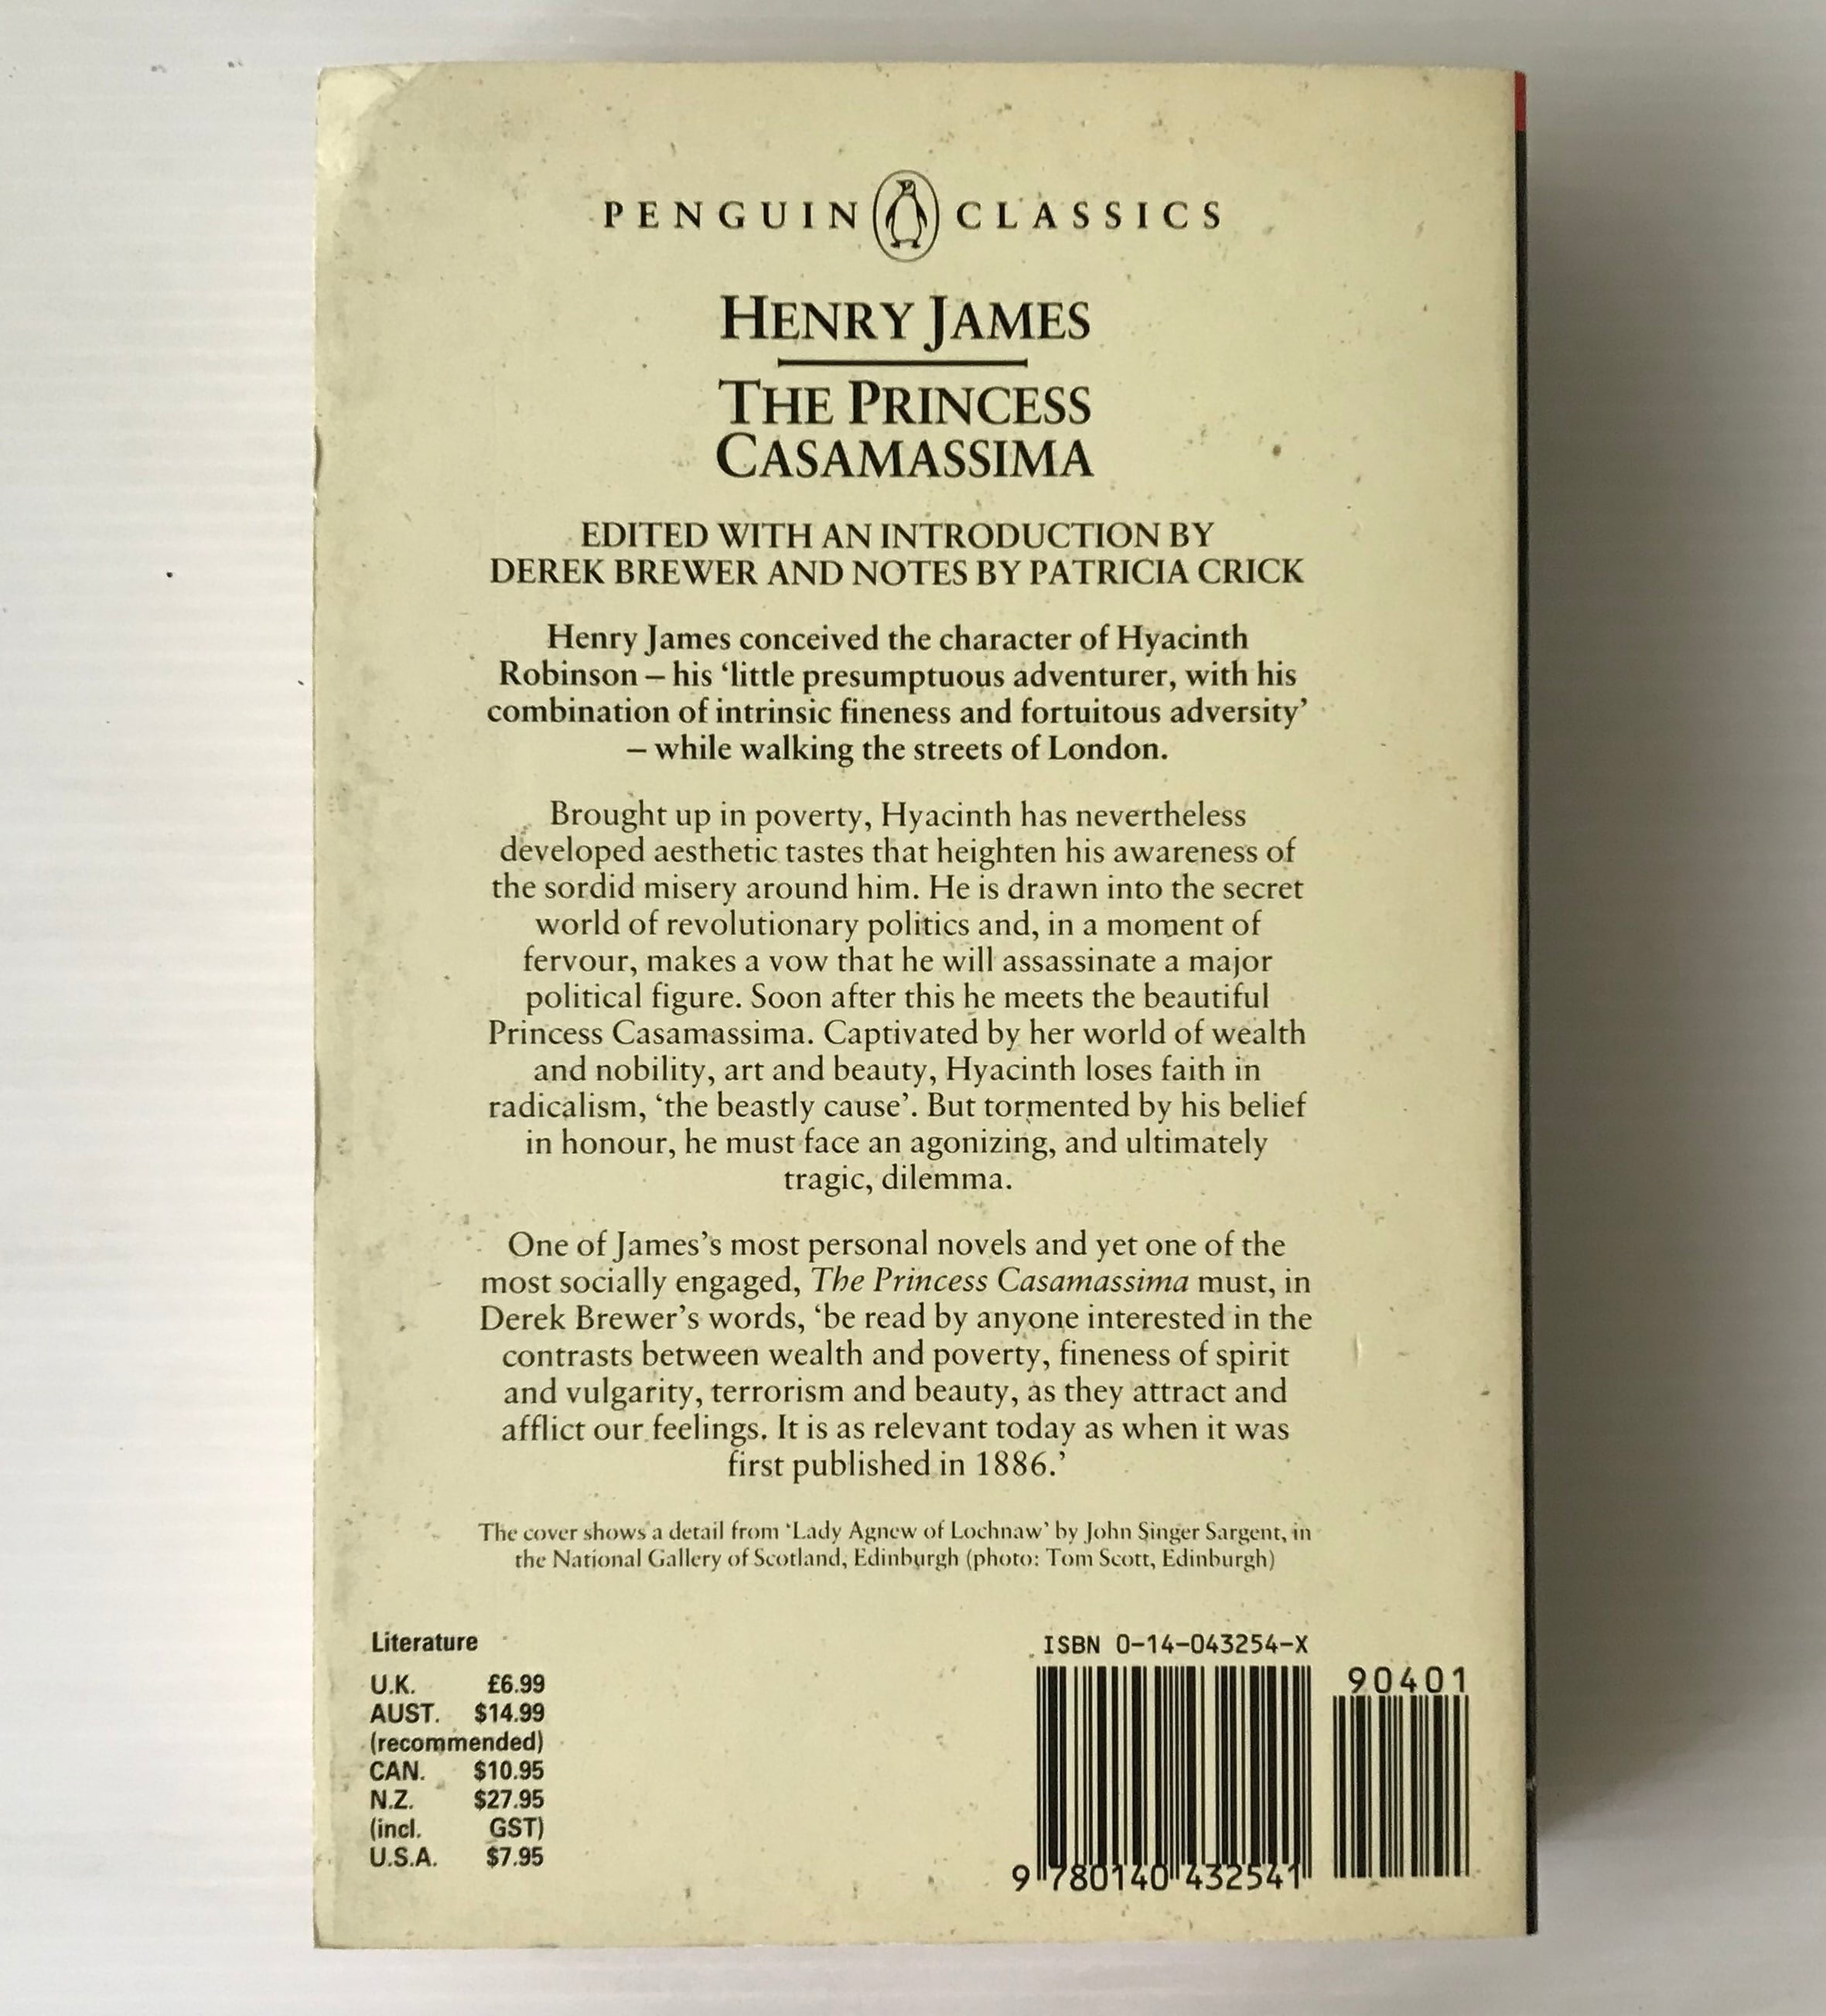 PENGUIN CLASSICS
HENRY JAMES
THE PRINCESS
CASAMASSIMA
EDITED WITH AN INTRODUCTION BY
DEREK BREWER AND NOTES BY PATRICIA CRICK
Henry James conceived the character of Hyacinth
Robinson – his ‘little presumptuous adventurer, with his
combination of intrinsic fineness and fortuitous adversity’
– while walking the streets of London.
Brought up in poverty, Hyacinth has nevertheless
developed aesthetic tastes that heighten his awareness of
the sordid misery around him. He is drawn into the secret
world of revolutionary politics and, in a moment of
fervour, makes a vow that he will assassinate a major
political figure. Soon after this he meets the beautiful
Princess Casamassima. Captivated by her world of wealth
and nobility, art and beauty, Hyacinth loses faith in
radicalism, ‘the beastly cause’. But tormented by his belief
in honour, he must face an agonizing, and ultimately
tragic, dilemma.
One of James’s most personal novels and yet one of the
most socially engaged, The Princess Casamassima must, in
Derek Brewer’s words, ‘be read by anyone interested in the
contrasts between wealth and poverty, fineness of spirit
and vulgarity, terrorism and beauty, as they attract and
afflict our feelings. It is as relevant today as when it was
first published in 1886.’
The cover shows a detail from ‘Lady Agnew of Lochnaw’ by John Singer Sargent, in
the National Gallery of Scotland, Edinburgh (photo: Tom Scott, Edinburgh)
Literature
U.K. £6.99
AUST. $14.99
(recommended)
CAN. $10.95
N.Z. $27.95
(incl. GST)
U.S.A. $7.95
ISBN 0-14-043254-X
90401
9 780140 432541